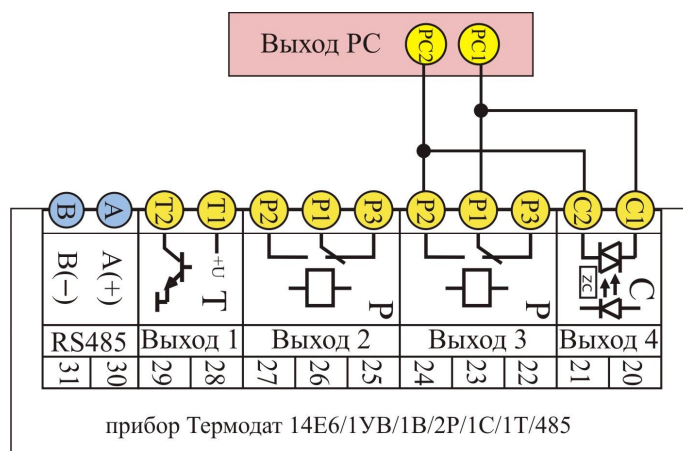 Выход РС РС2 РС1
B A T2 T1 P2 P1 P3 P2 P1 P3 C2 C1
B(−) A(+) +U T P P ZC C
RS485 Выход 1 Выход 2 Выход 3 Выход 4
31 30 29 28 27 26 25 24 23 22 21 20
прибор Термодат 14Е6/1УВ/1В/2Р/1С/1Т/485